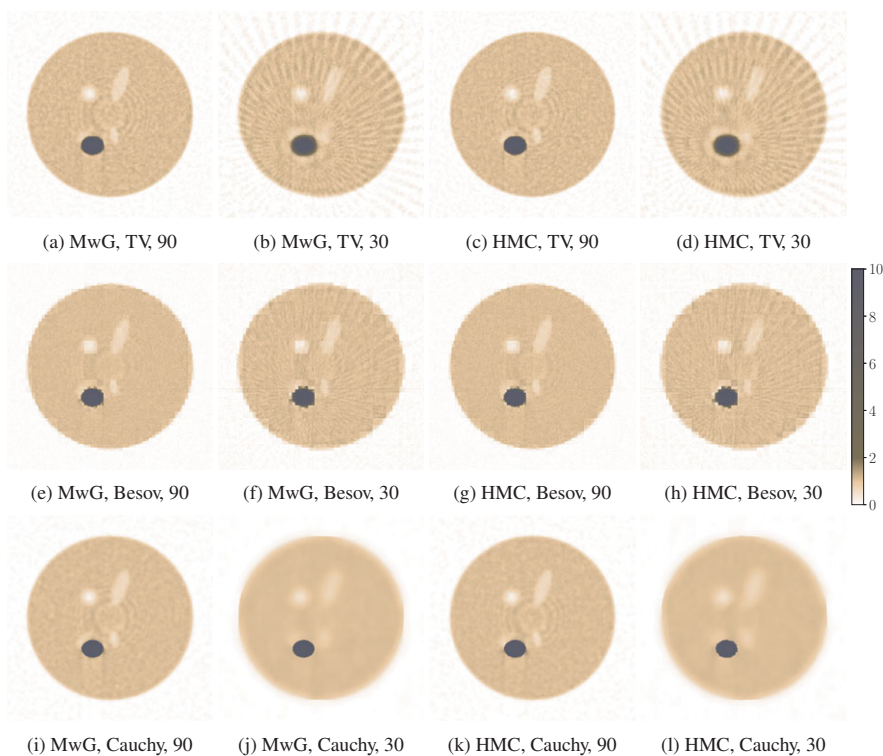 (a) MwG, TV, 90
(b) MwG, TV, 30
(c) HMC, TV, 90
(d) HMC, TV, 30
(e) MwG, Besov, 90
(f) MwG, Besov, 30
(g) HMC, Besov, 90
(h) HMC, Besov, 30
10
8
6
4
2
0
(i) MwG, Cauchy, 90
(j) MwG, Cauchy, 30
(k) HMC, Cauchy, 90
(l) HMC, Cauchy, 30